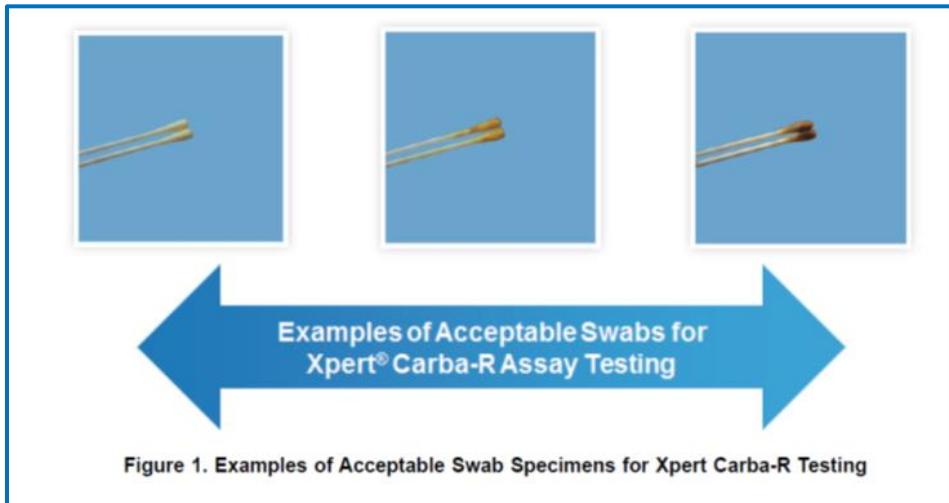 Examples of Acceptable Swabs for
Xpert® Carba-R Assay Testing
Figure 1. Examples of Acceptable Swab Specimens for Xpert Carba-R Testing